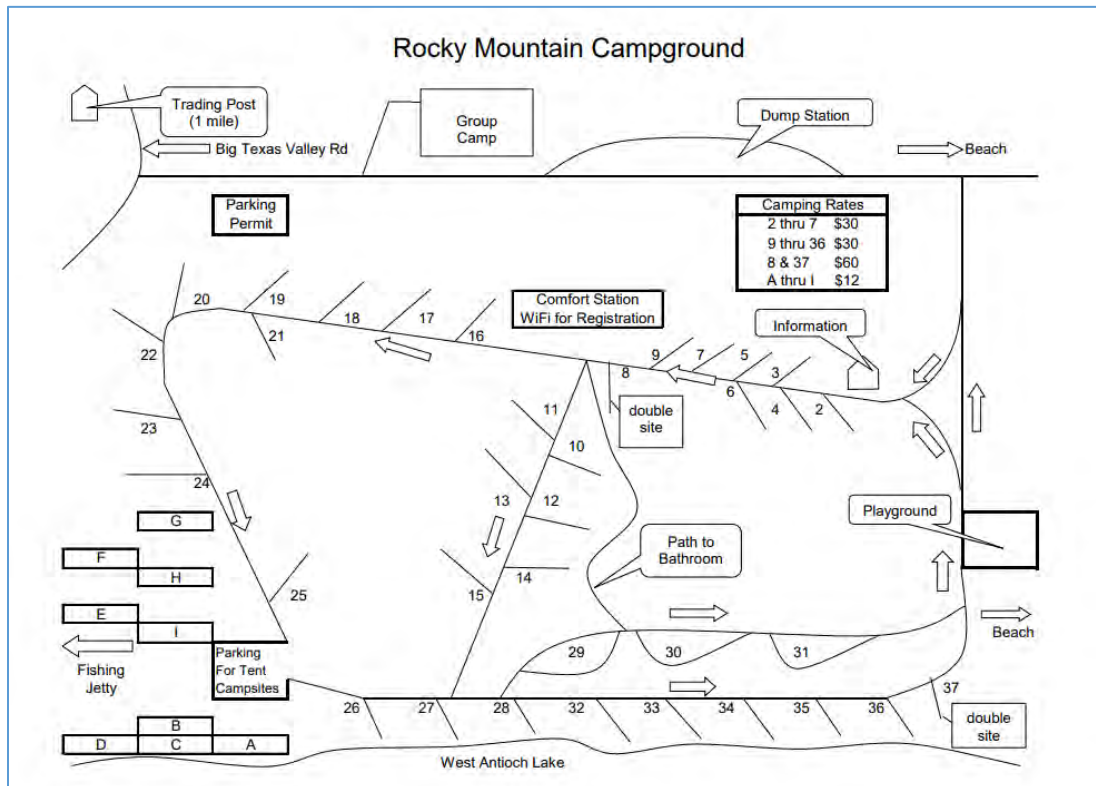 Rocky Mountain Campground
Trading Post
(1 mile)
Big Texas Valley Rd
Group
Camp
Dump Station
Beach
Parking
Permit
Camping Rates
2 thru 7 $30
9 thru 36 $30
8 & 37 $60
A thru I $12
Comfort Station
WiFi for Registration
Information
20
19
18
17
16
21
22
9
7
5
3
8
6
4
2
double
site
11
10
23
24
13
12
G
F
H
E
I
25
15
14
Path to
Bathroom
Playground
Beach
Fishing
Jetty
Parking
For Tent
Campsites
29
30
31
26
27
28
32
33
34
35
36
37
double
site
B
D
C
A
West Antioch Lake